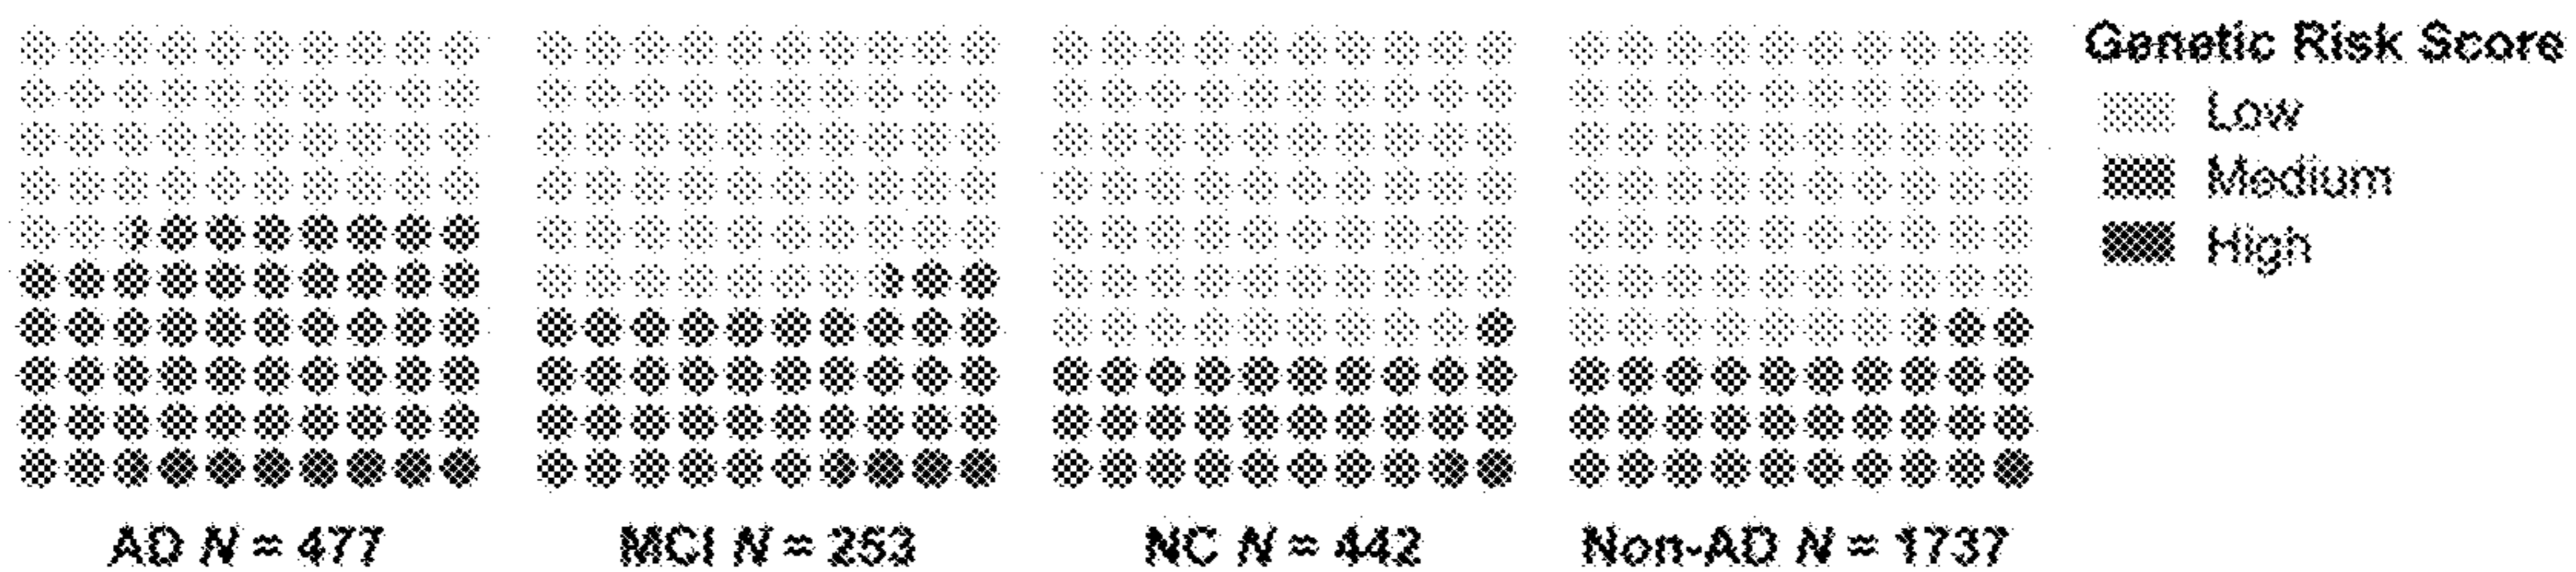 Genetic Risk Score
Low
Medium
High
AD N = 477
MCI N = 253
NC N = 442
Non-AD N = 1737